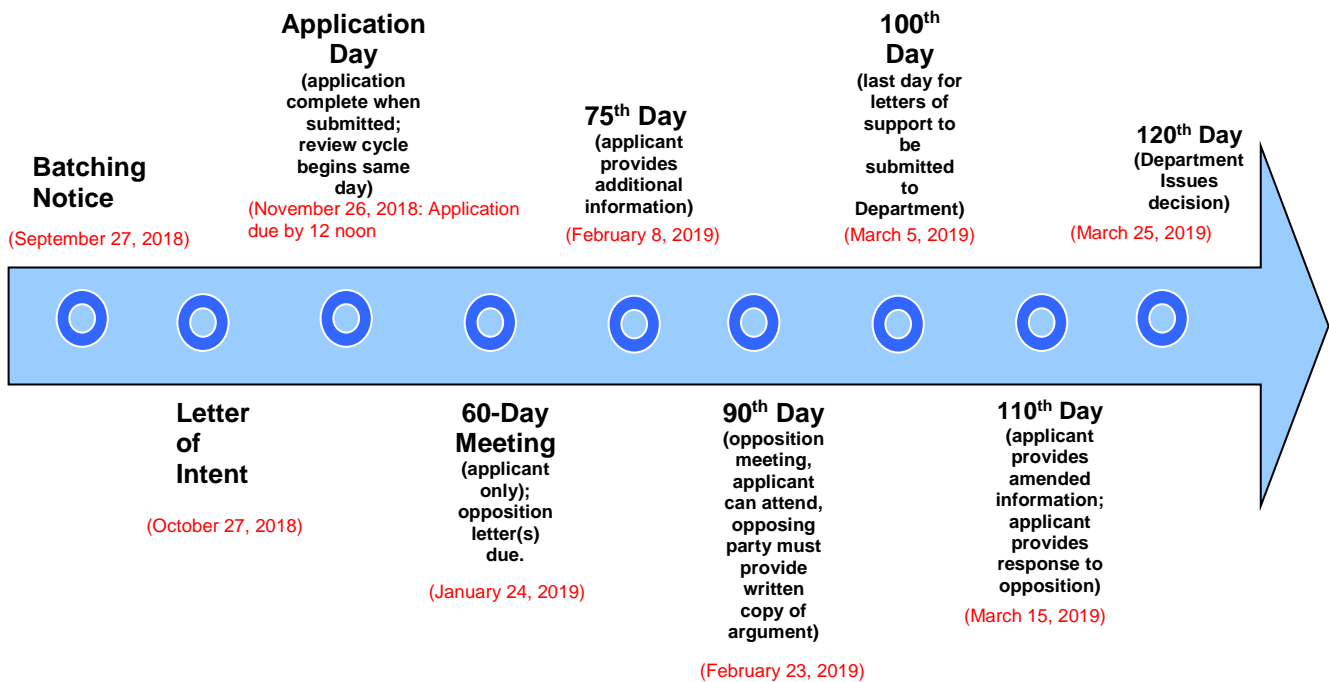 Batching
Notice
(September 27, 2018)
Letter
of
Intent
(October 27, 2018)
Application
Day
(application
complete when
submitted;
review cycle
begins same
day)
(November 26, 2018: Application
due by 12 noon
60-Day
Meeting
(applicant
only);
opposition
letter(s)
due.
(January 24, 2019)
75th Day
(applicant
provides
additional
information)
(February 8, 2019)
90th Day
(opposition
meeting,
applicant
can attend,
opposing
party must
provide
written
copy of
argument)
(February 23, 2019)
100th
Day
(last day for
letters of
support to
be
submitted
to
Department)
(March 5, 2019)
110th Day
(applicant
provides
amended
information;
applicant
provides
response to
opposition)
(March 15, 2019)
120th Day
(Department
Issues
decision)
(March 25, 2019)